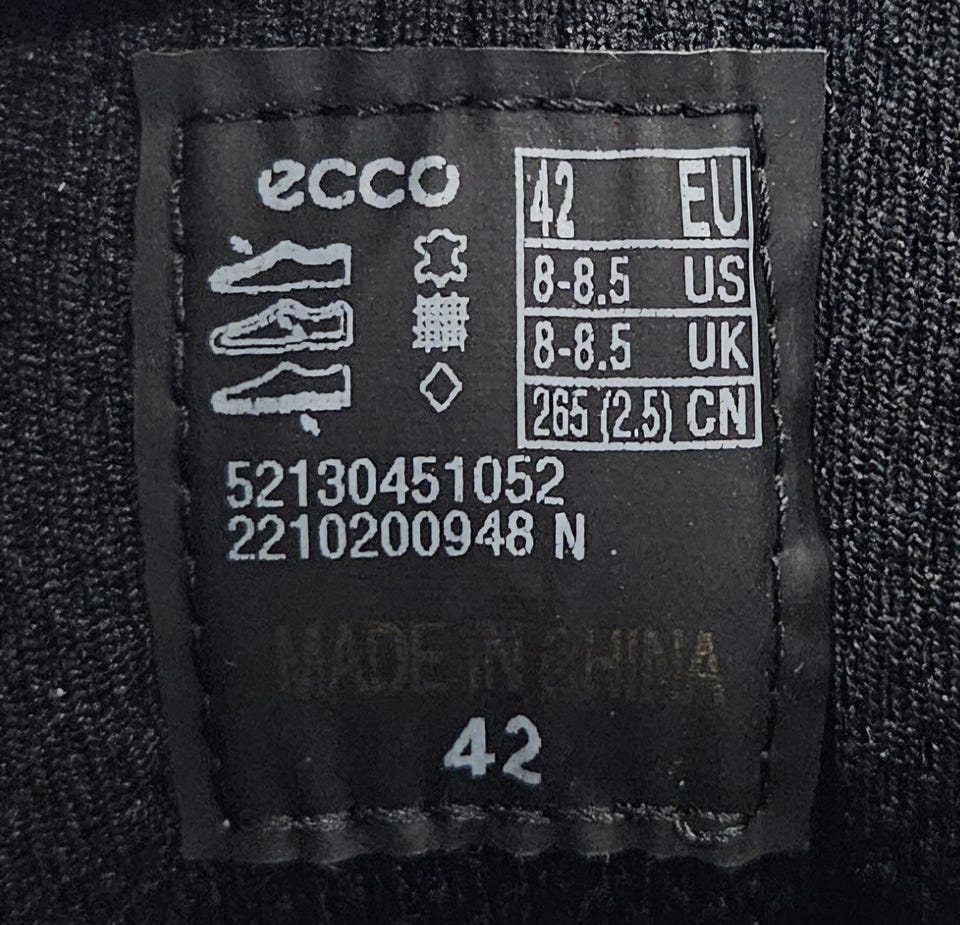 ecco
42 EU
8-8.5 US
8-8.5 UK
265 (2.5) CN
52130451052
2210200948 N
MADE IN CHINA
42